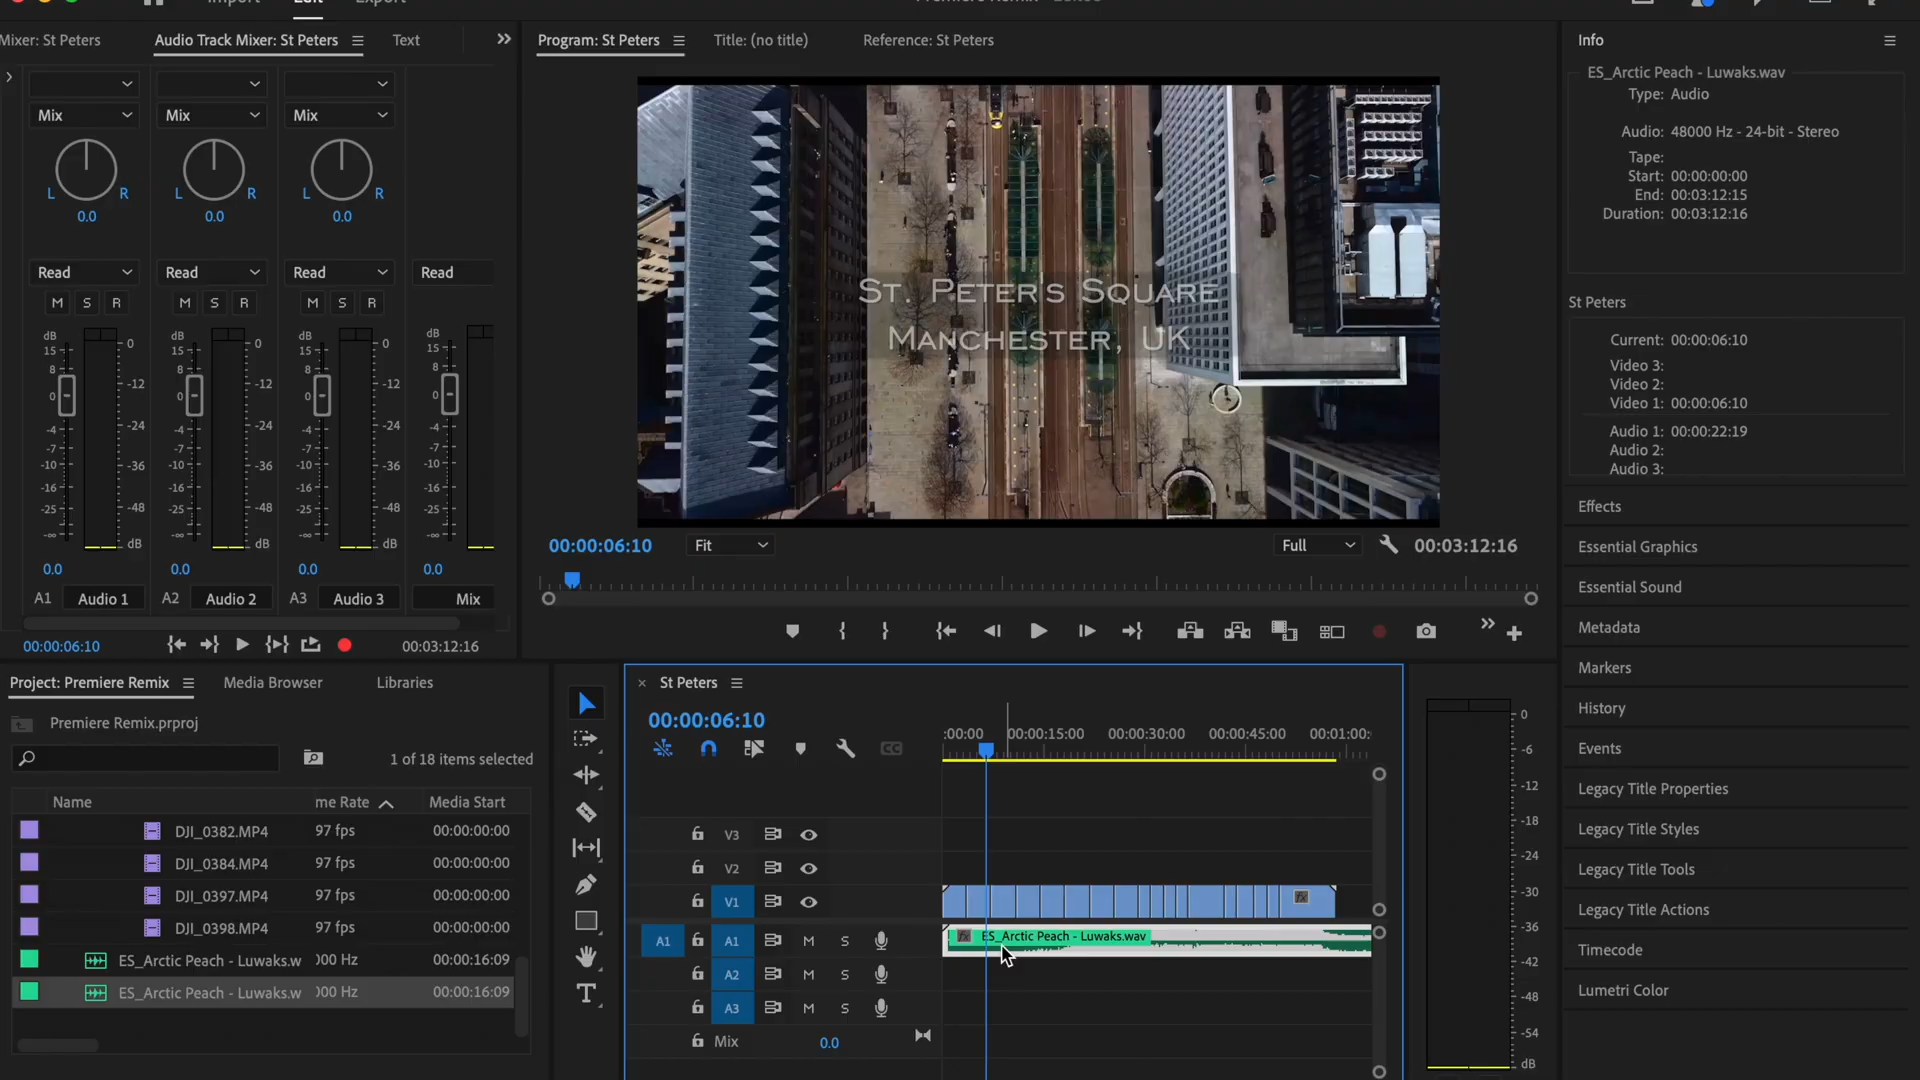 Import
Edit
Export
Premiere Remix - Edited
Mixer: St Peters
Audio Track Mixer: St Peters
Text
Program: St Peters
Title: (no title)
Reference: St Peters
Info
Mix
Mix
Mix
L R
L R
L R
0.0
0.0
0.0
Read
Read
Read
Read
M S R
M S R
M S R
dB
15
8
0
-4
-7
-10
-16
-25
-∞
0
-12
-24
-36
-48
dB
dB
15
8
0
-4
-7
-10
-16
-25
-∞
0
-12
-24
-36
-48
dB
dB
15
8
0
-4
-7
-10
-16
-25
-∞
0
-12
-24
-36
-48
dB
dB
15
8
0
-4
-7
-10
-16
-25
-∞
0.0
0.0
0.0
0.0
A1 Audio 1
A2 Audio 2
A3 Audio 3
Mix
00:00:06:10
00:03:12:16
St. Peter's Square
Manchester, UK
00:00:06:10
Fit
Full
00:03:12:16
ES_Arctic Peach - Luwaks.wav
Type: Audio
Audio: 48000 Hz - 24-bit - Stereo
Tape:
Start: 00:00:00:00
End: 00:03:12:15
Duration: 00:03:12:16
St Peters
Current: 00:00:06:10
Video 3:
Video 2:
Video 1: 00:00:06:10
Audio 1: 00:00:22:19
Audio 2:
Audio 3:
Effects
Essential Graphics
Essential Sound
Metadata
Markers
History
Events
Legacy Title Properties
Legacy Title Styles
Legacy Title Tools
Legacy Title Actions
Timecode
Lumetri Color
Project: Premiere Remix
Media Browser
Libraries
Premiere Remix.prproj
1 of 18 items selected
Name
me Rate
Media Start
DJI_0382.MP4 97 fps 00:00:00:00
DJI_0384.MP4 97 fps 00:00:00:00
DJI_0397.MP4 97 fps 00:00:00:00
DJI_0398.MP4 97 fps 00:00:00:00
ES_Arctic Peach - Luwaks.w 000 Hz 00:00:16:09
ES_Arctic Peach - Luwaks.w 000 Hz 00:00:16:09
T
St Peters
00:00:06:10
CC
:00:00 00:00:15:00 00:00:30:00 00:00:45:00 00:01:00:
V3
V2
V1
fx
A1 A1 M S
fx ES_Arctic Peach - Luwaks.wav
A2 M S
A3 M S
Mix 0.0
0
-6
-12
-18
-24
-30
-36
-42
-48
-54
dB